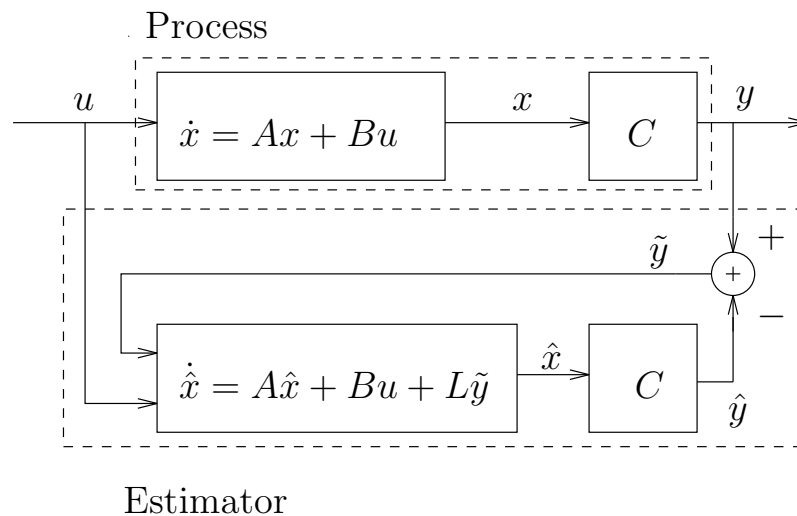 Process
u
ẋ = Ax + Bu
x
C
y
+
ỹ
+
−
x̂̇ = Ax̂ + Bu + Lỹ
x̂
C
ŷ
Estimator